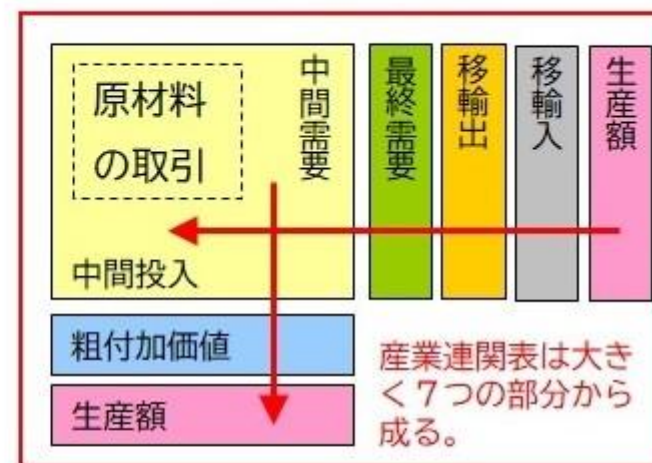 原材料
の取引
中間需要
中間投入
最終需要
移輸出
移輸入
生産額
粗付加価値
生産額
産業連関表は大き
く７つの部分から
成る。